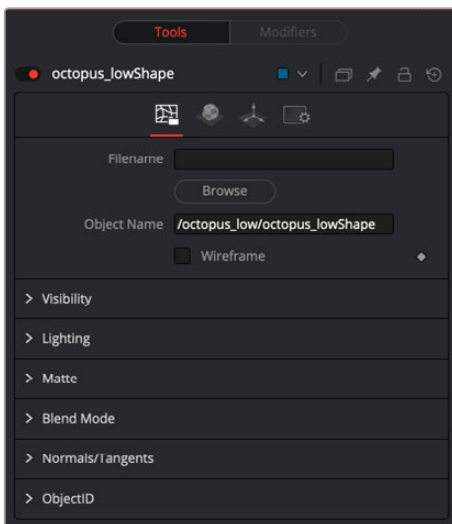 Tools Modifiers
octopus_lowShape
Filename
Browse
Object Name /octopus_low/octopus_lowShape
Wireframe
Visibility
Lighting
Matte
Blend Mode
Normals/Tangents
ObjectID